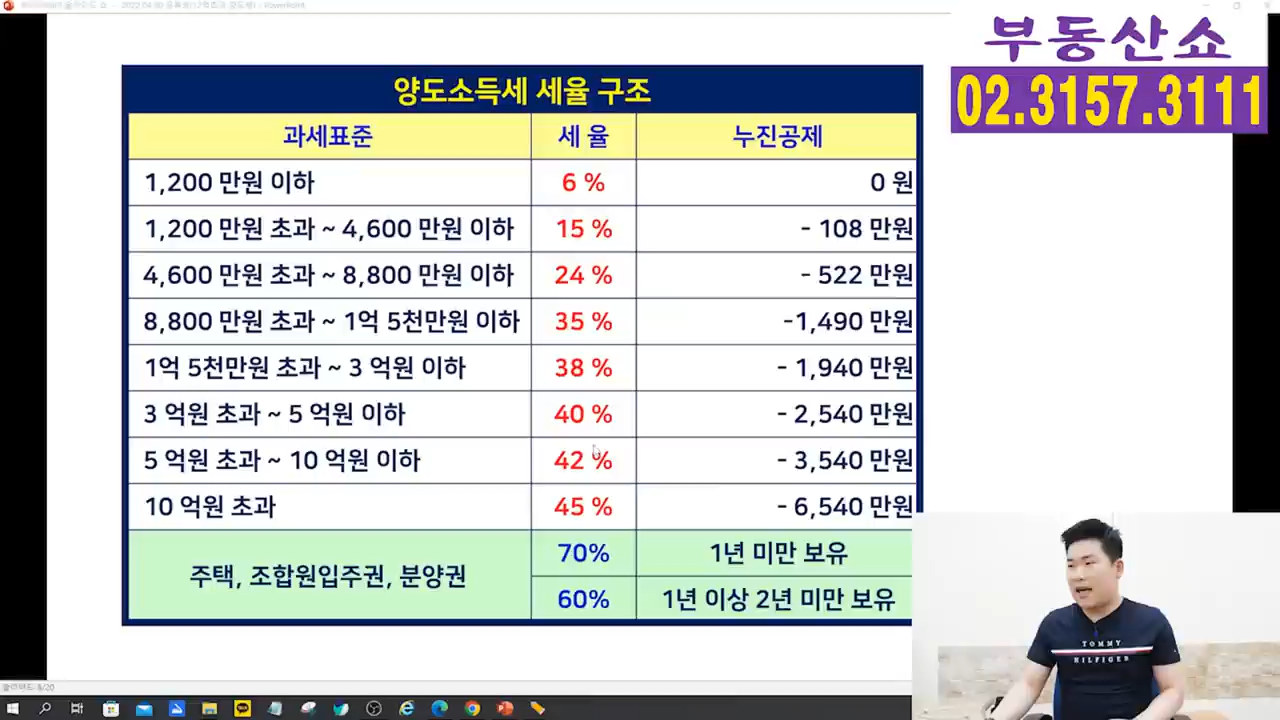 부동산쇼
02.3157.3111
양도소득세 세율 구조
과세표준 세 율 누진공제
1,200 만원 이하 6 % 0 원
1,200 만원 초과 ~ 4,600 만원 이하 15 % - 108 만원
4,600 만원 초과 ~ 8,800 만원 이하 24 % - 522 만원
8,800 만원 초과 ~ 1억 5천만원 이하 35 % -1,490 만원
1억 5천만원 초과 ~ 3 억원 이하 38 % - 1,940 만원
3 억원 초과 ~ 5 억원 이하 40 % - 2,540 만원
5 억원 초과 ~ 10 억원 이하 42 % - 3,540 만원
10 억원 초과 45 % - 6,540 만원
주택, 조합원입주권, 분양권
70% 1년 미만 보유
60% 1년 이상 2년 미만 보유
TOMMY
HILFIGER